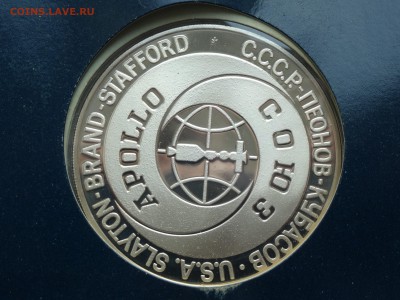 COINS.LAVE.RU
С.С.С.Р.-ЛЕОНОВ-КУБАСОВ · U.S.A. SLAYTON-BRAND-STAFFORD
APOLLO
СОЮЗ